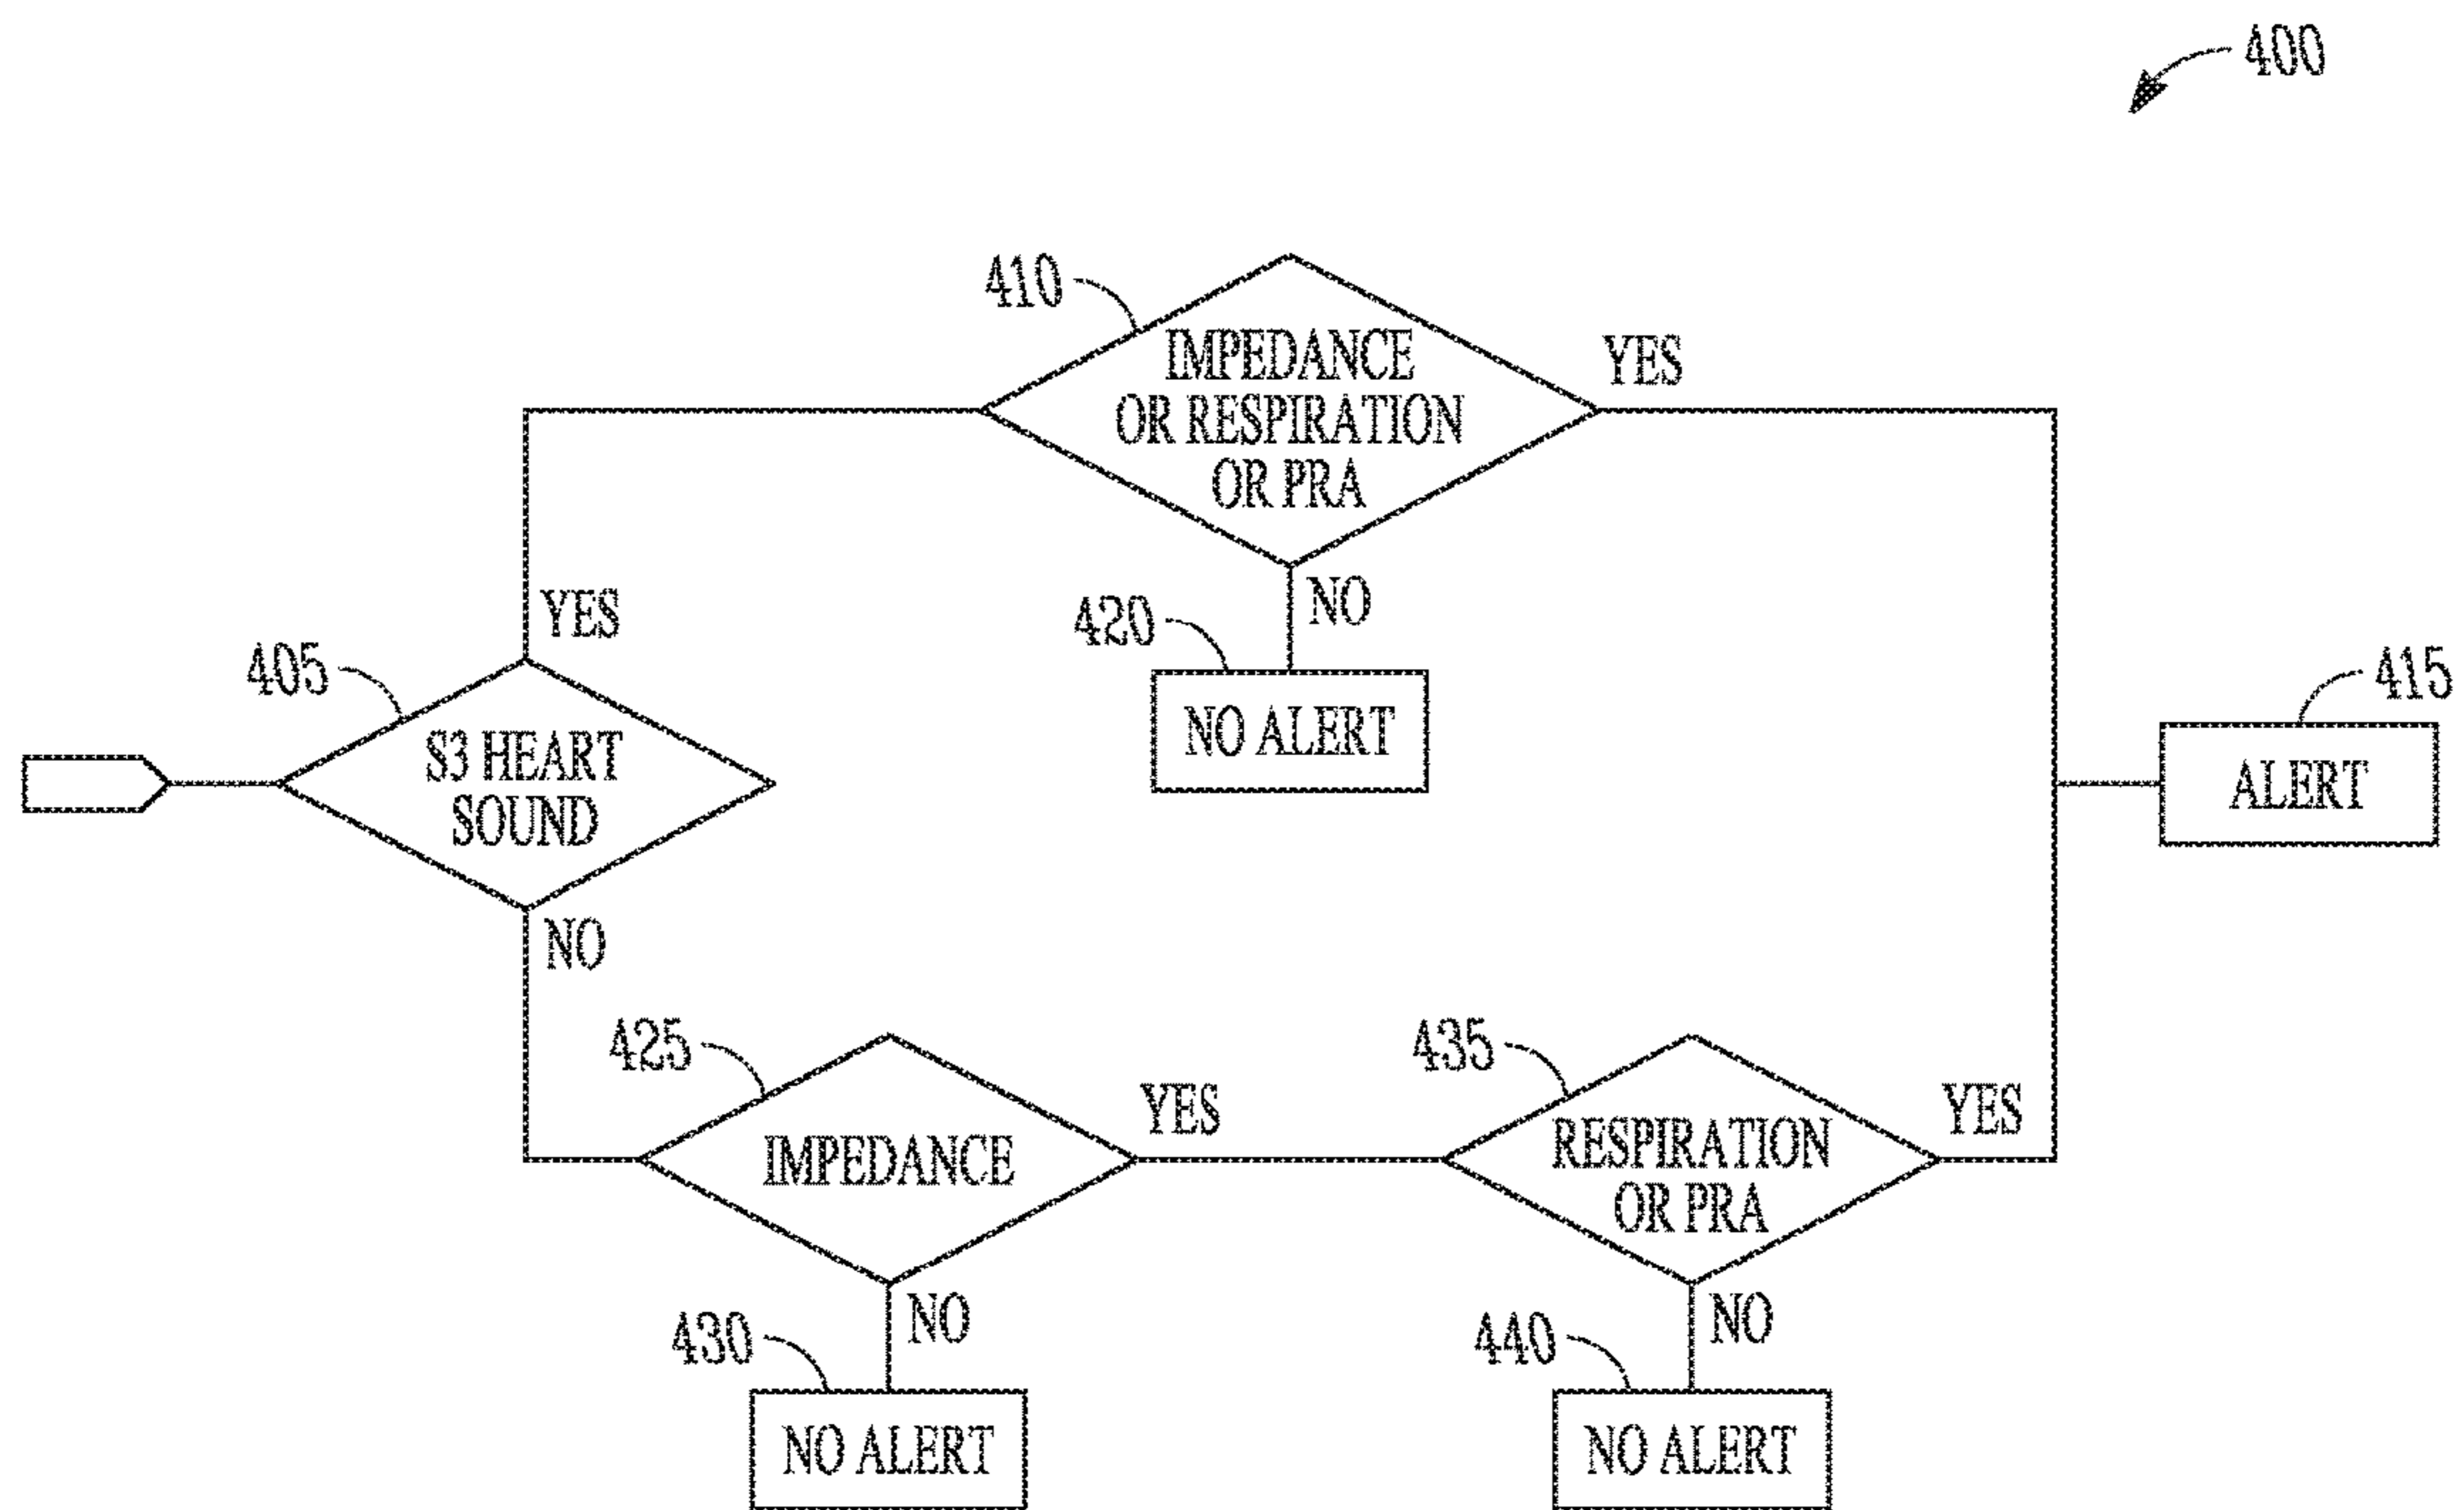 400
410
IMPEDANCE
OR RESPIRATION
OR PRA
YES
NO
420
NO ALERT
YES
405
S3 HEART
SOUND
NO
415
ALERT
425
IMPEDANCE
YES
435
RESPIRATION
OR PRA
YES
NO
430
NO ALERT
NO
440
NO ALERT